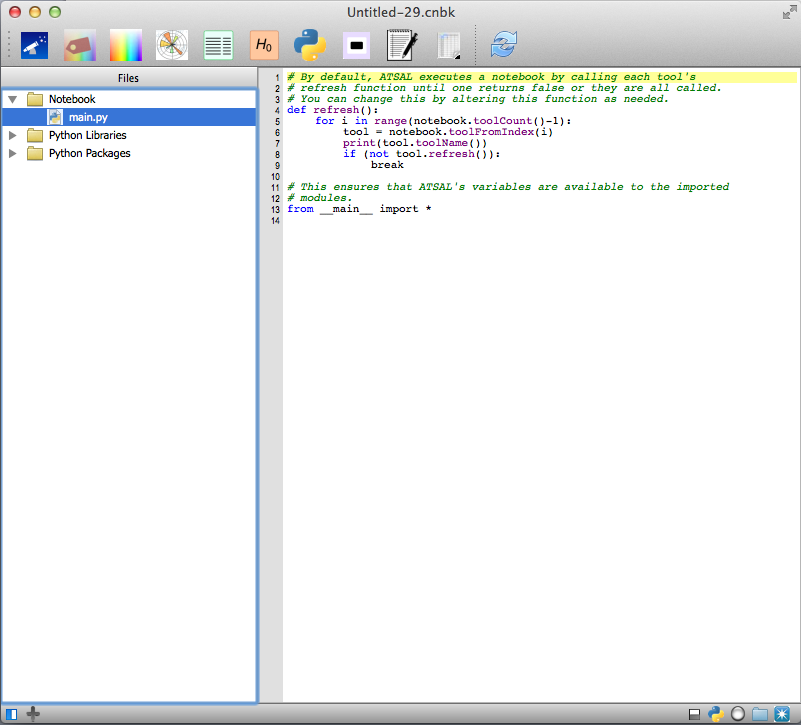 Untitled-29.cnbk
H0
Files
Notebook
main.py
Python Libraries
Python Packages
1 # By default, ATSAL executes a notebook by calling each tool's
2 # refresh function until one returns false or they are all called.
3 # You can change this by altering this function as needed.
4 def refresh():
5     for i in range(notebook.toolCount()-1):
6         tool = notebook.toolFromIndex(i)
7         print(tool.toolName())
8         if (not tool.refresh()):
9             break
10
11 # This ensures that ATSAL's variables are available to the imported
12 # modules.
13 from __main__ import *
14